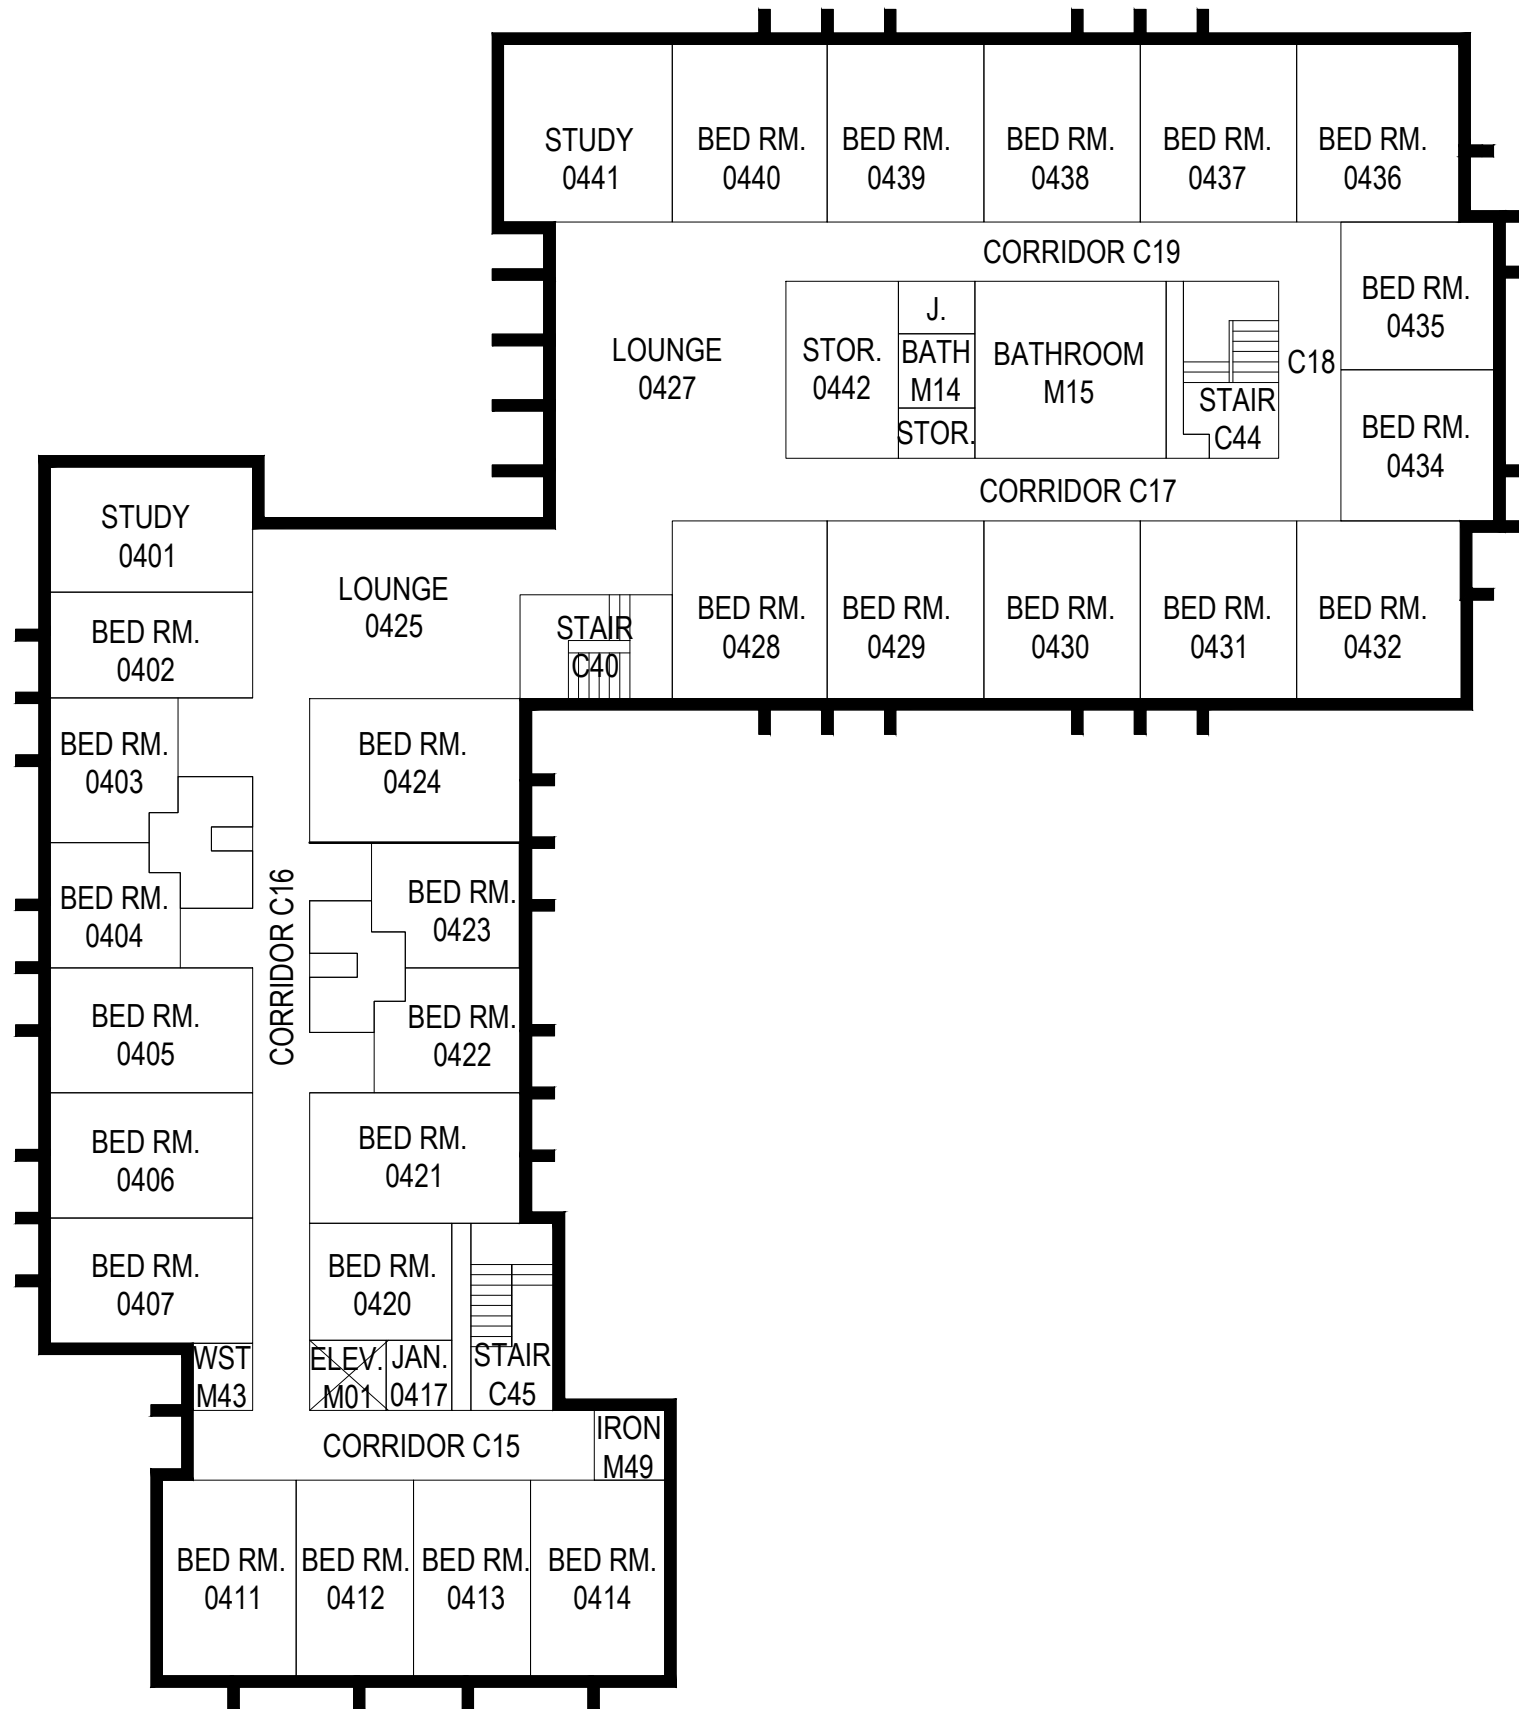 STUDY
0441
BED RM.
0440
BED RM.
0439
BED RM.
0438
BED RM.
0437
BED RM.
0436
CORRIDOR C19
BED RM.
0435
LOUNGE
0427
STOR.
0442
J.
BATH
M14
STOR.
BATHROOM
M15
STAIR
C44
C18
BED RM.
0434
CORRIDOR C17
STUDY
0401
LOUNGE
0425
STAIR
C40
BED RM.
0428
BED RM.
0429
BED RM.
0430
BED RM.
0431
BED RM.
0432
BED RM.
0402
BED RM.
0403
BED RM.
0424
BED RM.
0404
CORRIDOR C16
BED RM.
0423
BED RM.
0405
BED RM.
0422
BED RM.
0406
BED RM.
0421
BED RM.
0407
BED RM.
0420
WST
M43
ELEV.
M01
JAN.
0417
STAIR
C45
CORRIDOR C15
IRON
M49
BED RM.
0411
BED RM.
0412
BED RM.
0413
BED RM.
0414